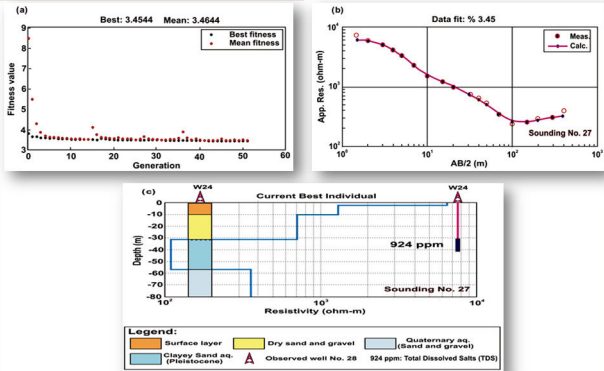 (a)
Best: 3.4544 Mean: 3.4644
Best fitness
Mean fitness
Fitness value
9
8
7
6
5
4
3
0 10 20 30 40 50 60
Generation
(b)
Data fit: % 3.45
Meas.
Calc.
App. Res. (ohm-m)
10⁴
10³
10²
Sounding No. 27
10⁰ 10¹ 10² 10³
AB/2 (m)
(c)
W24 Current Best Individual W24
Depth (m)
0
-10
-20
-30
-40
-50
-60
-70
-80
924 ppm
Sounding No. 27
10² 10³ 10⁴
Resistivity (ohm-m)
Legend:
Surface layer
Dry sand and gravel
Quaternary aq.
(Sand and gravel)
Clayey Sand aq.
(Pleistocene)
Observed well No. 28
924 ppm: Total Dissolved Salts (TDS)